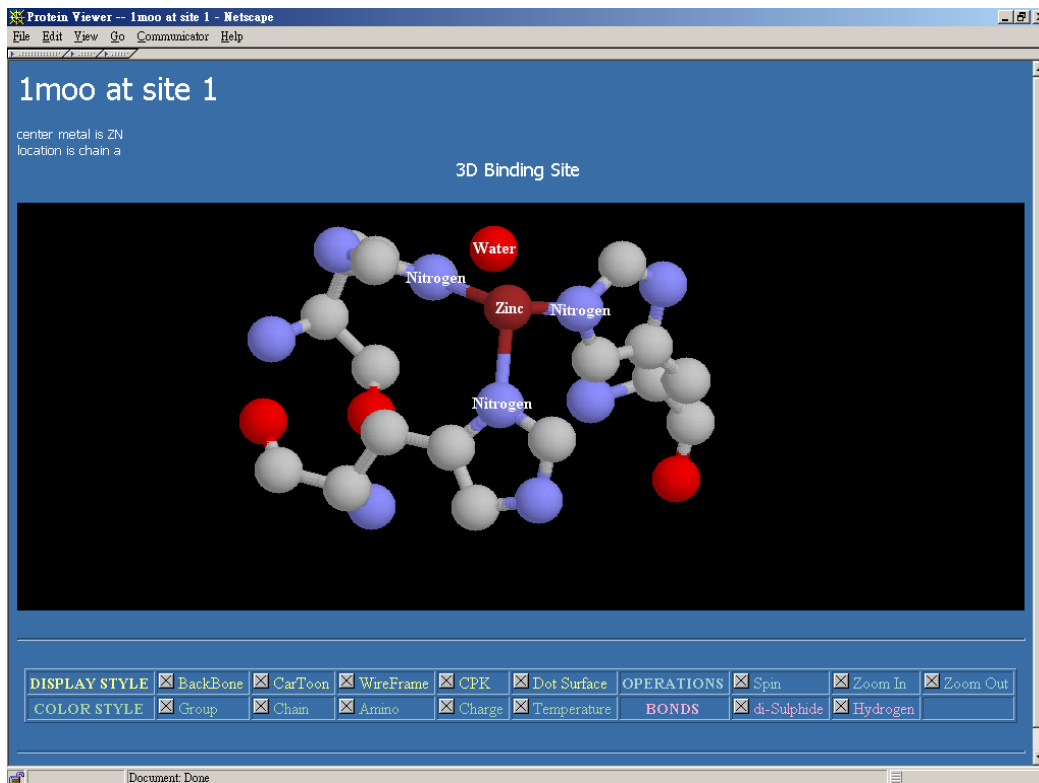 Protein Viewer -- 1moo at site 1 - Netscape
File Edit View Go Communicator Help
1moo at site 1
center metal is ZN
location is chain a
3D Binding Site
Water
Nitrogen
Zinc
Nitrogen
Nitrogen
DISPLAY STYLE BackBone CarToon WireFrame CPK Dot Surface OPERATIONS Spin Zoom In Zoom Out
COLOR STYLE Group Chain Amino Charge Temperature BONDS di-Sulphide Hydrogen
Document: Done